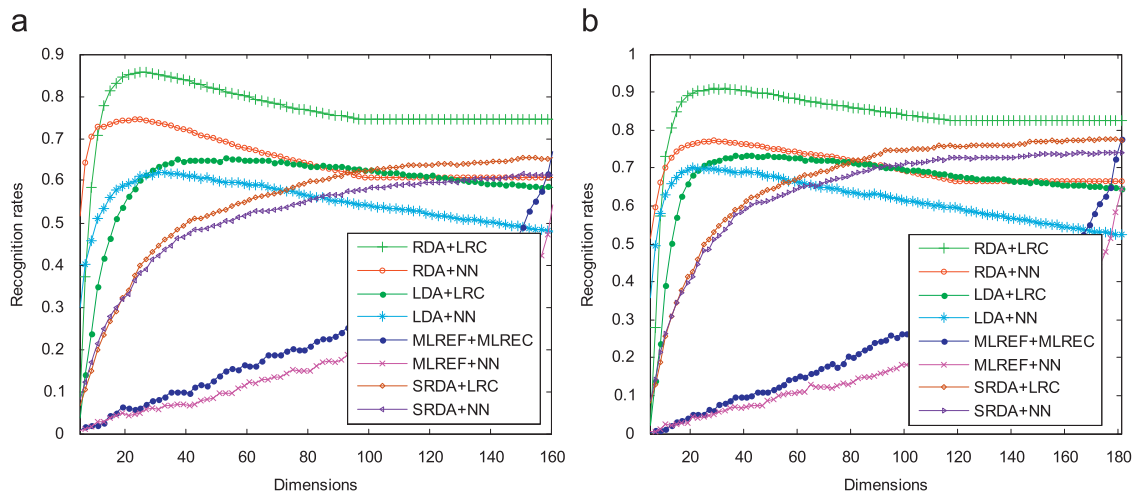 a
0.9
0.8
0.7
0.6
0.5
0.4
0.3
0.2
0.1
0
Recognition rates
20 40 60 80 100 120 140 160
Dimensions
RDA+LRC
RDA+NN
LDA+LRC
LDA+NN
MLREF+MLREC
MLREF+NN
SRDA+LRC
SRDA+NN
b
1
0.9
0.8
0.7
0.6
0.5
0.4
0.3
0.2
0.1
0
Recognition rates
20 40 60 80 100 120 140 160 180
Dimensions
RDA+LRC
RDA+NN
LDA+LRC
LDA+NN
MLREF+MLREC
MLREF+NN
SRDA+LRC
SRDA+NN